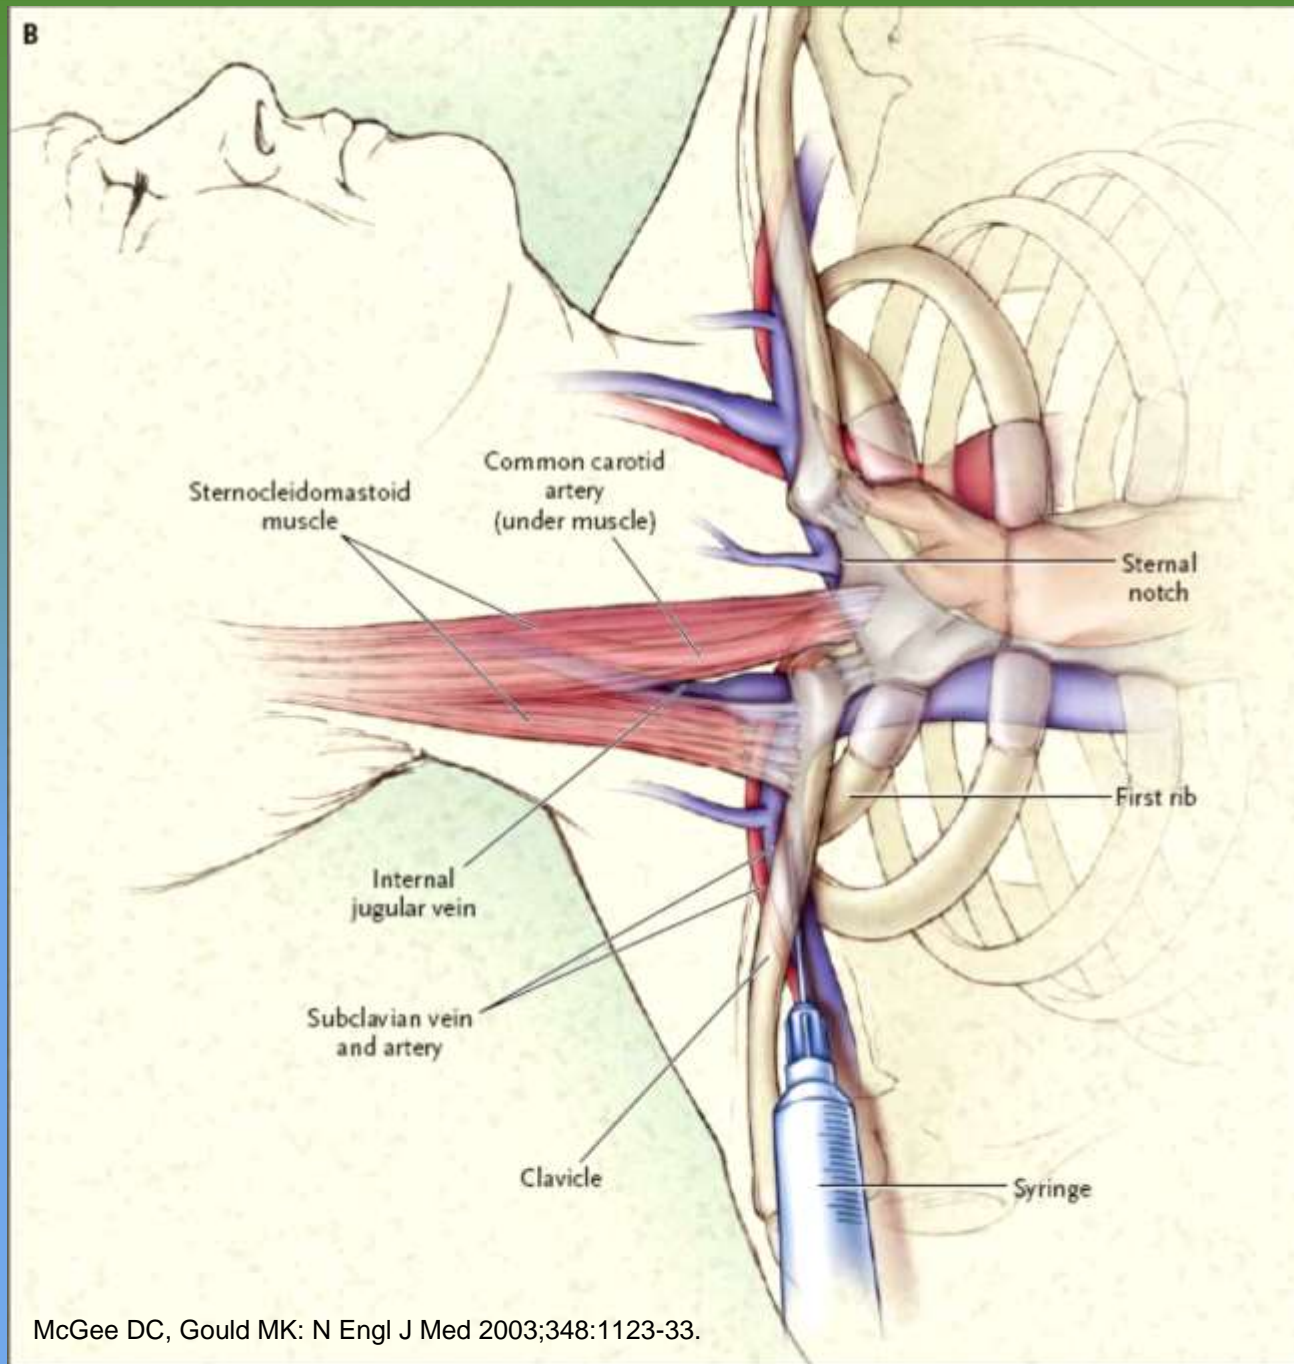 B
Common carotid
artery
(under muscle)
Sternocleidomastoid
muscle
Sternal
notch
First rib
Internal
jugular vein
Subclavian vein
and artery
Clavicle
Syringe
McGee DC, Gould MK: N Engl J Med 2003;348:1123-33.